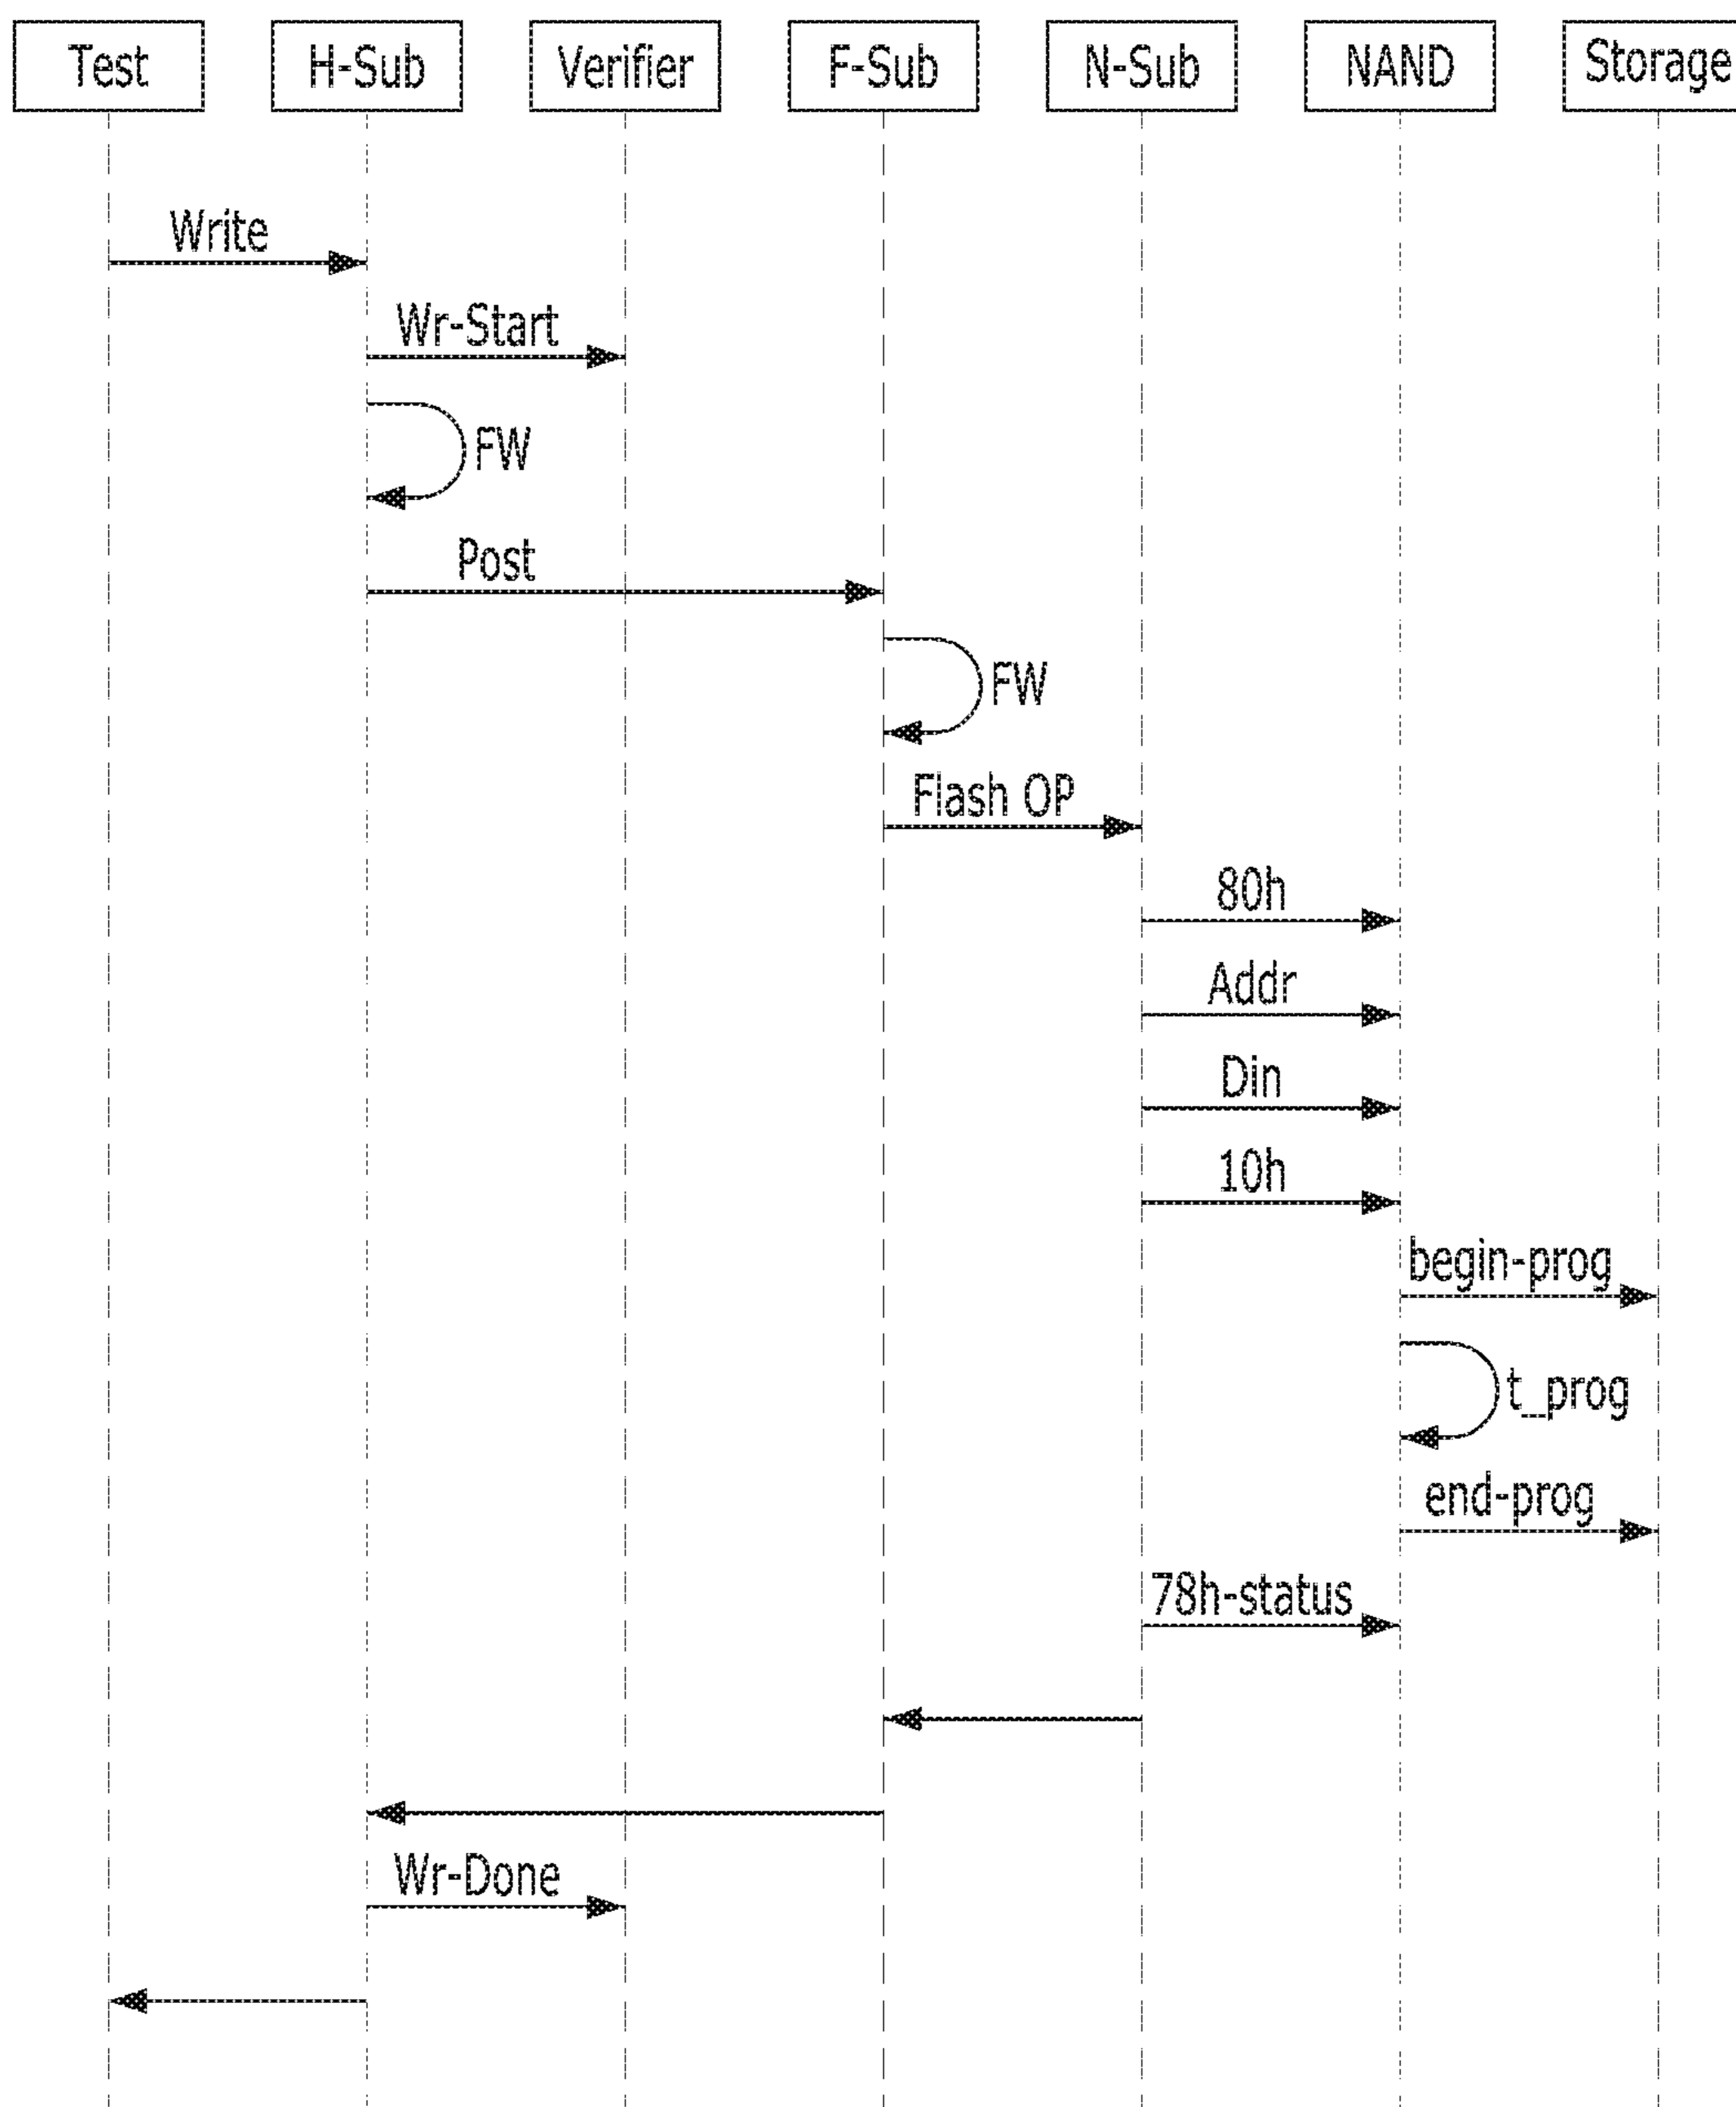 Test
H-Sub
Verifier
F-Sub
N-Sub
NAND
Storage
Write
Wr-Start
FW
Post
FW
Flash OP
80h
Addr
Din
10h
begin-prog
t_prog
end-prog
78h-status
Wr-Done